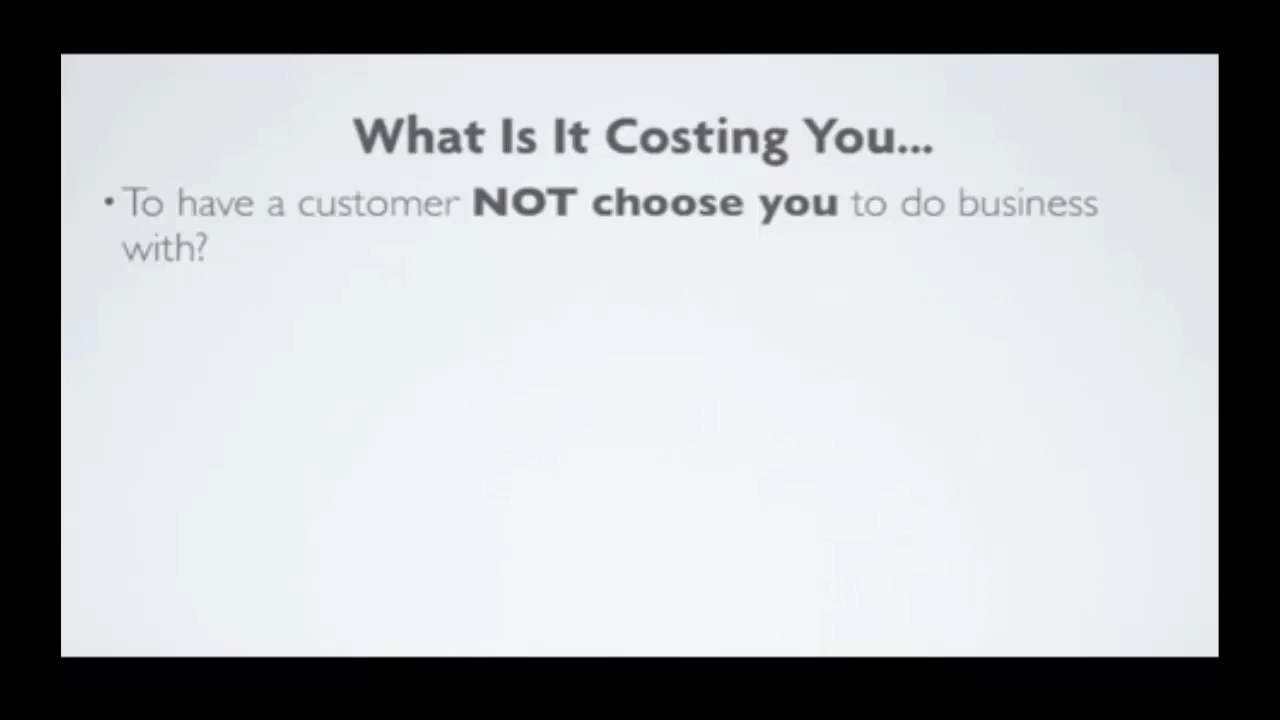 What Is It Costing You...
• To have a customer NOT choose you to do business
with?